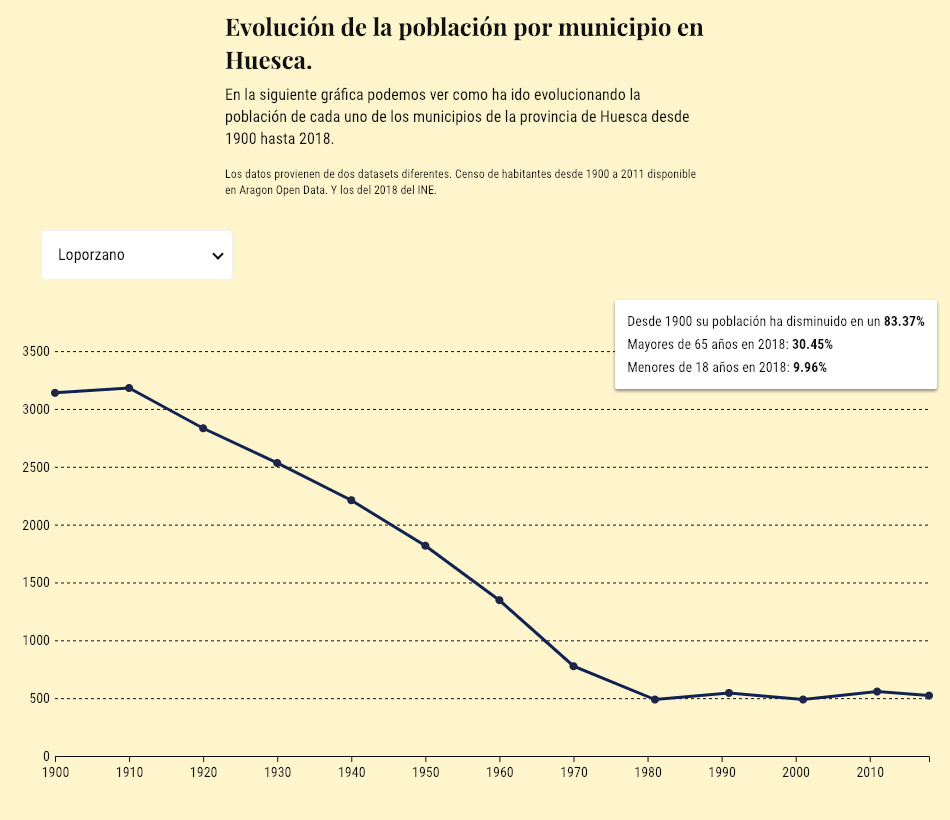 Evolución de la población por municipio en
Huesca.
En la siguiente gráfica podemos ver como ha ido evolucionando la
población de cada uno de los municipios de la provincia de Huesca desde
1900 hasta 2018.
Los datos provienen de dos datasets diferentes. Censo de habitantes desde 1900 a 2011 disponible
en Aragon Open Data. Y los del 2018 del INE.
Loporzano
Desde 1900 su población ha disminuido en un 83.37%
Mayores de 65 años en 2018: 30.45%
Menores de 18 años en 2018: 9.96%
3500
3000
2500
2000
1500
1000
500
0
1900 1910 1920 1930 1940 1950 1960 1970 1980 1990 2000 2010